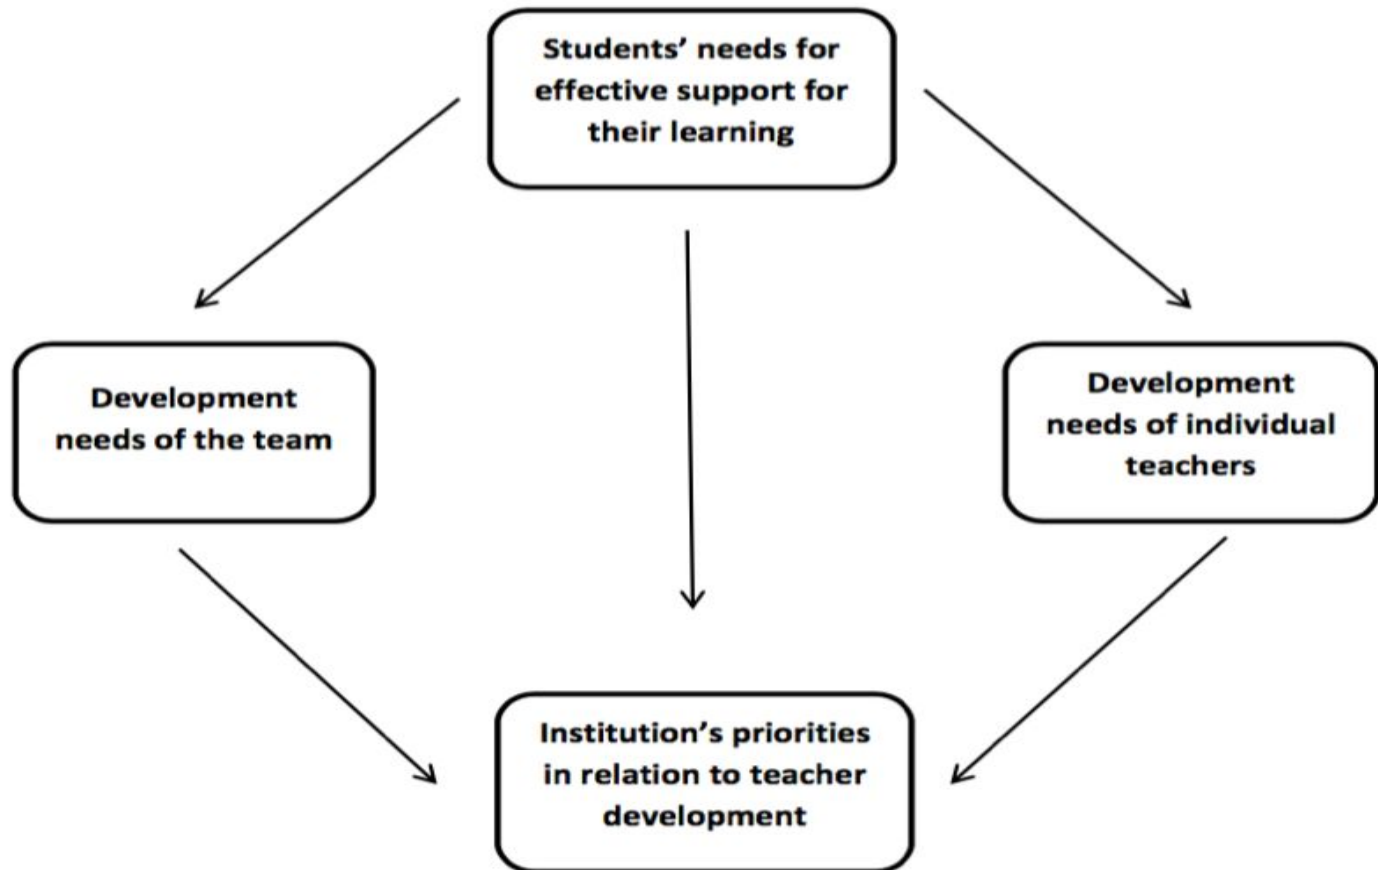 Students’ needs for
effective support for
their learning
Development
needs of the team
Development
needs of individual
teachers
Institution’s priorities
in relation to teacher
development